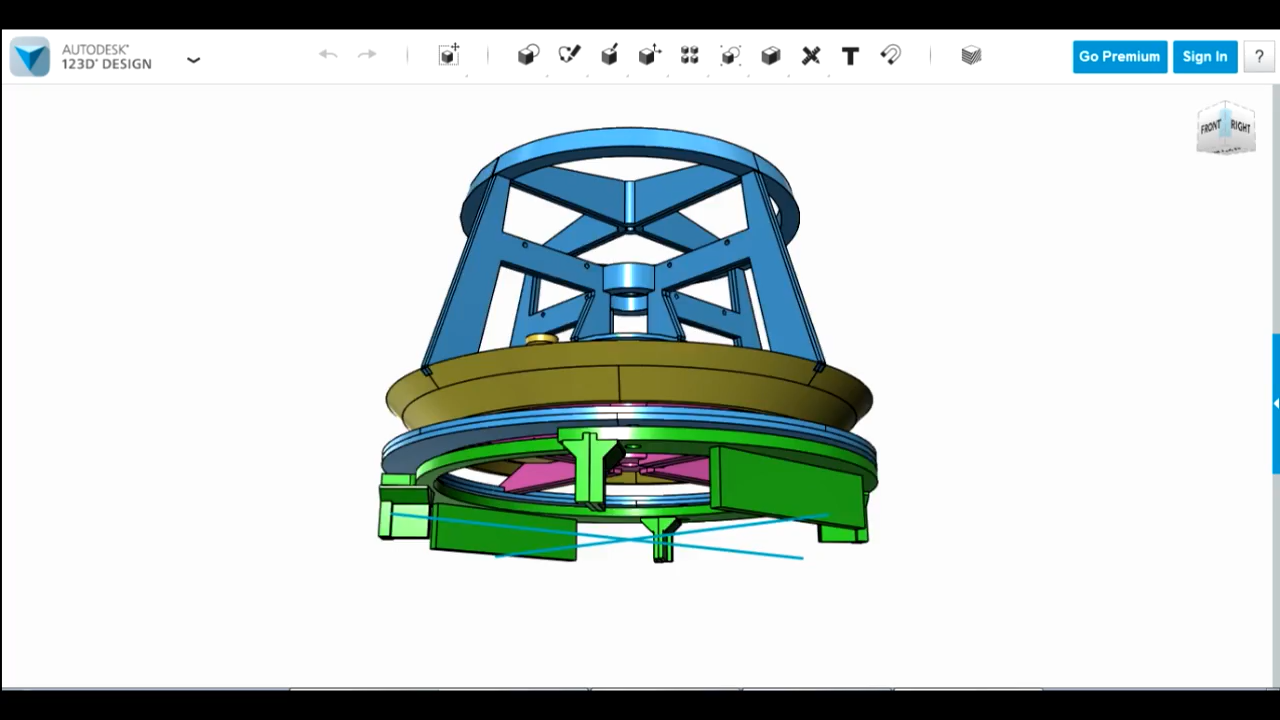 AUTODESK®
123D® DESIGN
T
Go Premium
Sign In
?
FRONT
RIGHT